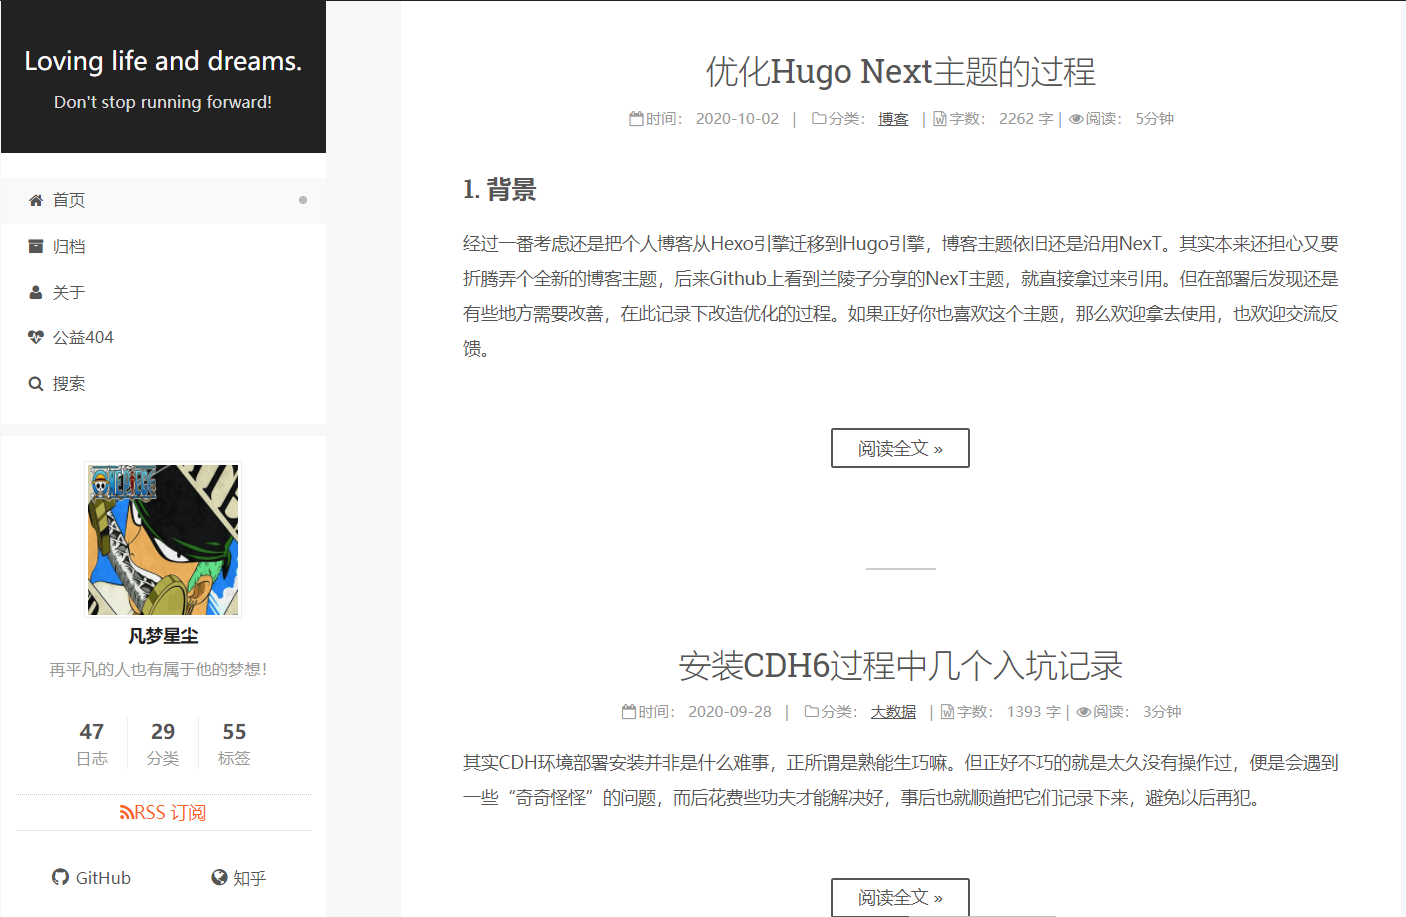 Loving life and dreams.
Don't stop running forward!
首页
归档
关于
公益404
搜索
ONE PIECE
凡梦星尘
再平凡的人也有属于他的梦想！
47 29 55
日志 分类 标签
RSS 订阅
GitHub 知乎
优化Hugo Next主题的过程
时间： 2020-10-02 | 分类： 博客 | 字数： 2262 字 | 阅读： 5分钟
1. 背景
经过一番考虑还是把个人博客从Hexo引擎迁移到Hugo引擎，博客主题依旧还是沿用NexT。其实本来还担心又要
折腾弄个全新的博客主题，后来Github上看到兰陵子分享的NexT主题，就直接拿过来引用。但在部署后发现还是
有些地方需要改善，在此记录下改造优化的过程。如果正好你也喜欢这个主题，那么欢迎拿去使用，也欢迎交流反
馈。
阅读全文 »
安装CDH6过程中几个入坑记录
时间： 2020-09-28 | 分类： 大数据 | 字数： 1393 字 | 阅读： 3分钟
其实CDH环境部署安装并非是什么难事，正所谓是熟能生巧嘛。但正好不巧的就是太久没有操作过，便是会遇到
一些“奇奇怪怪”的问题，而后花费些功夫才能解决好，事后也就顺道把它们记录下来，避免以后再犯。
阅读全文 »